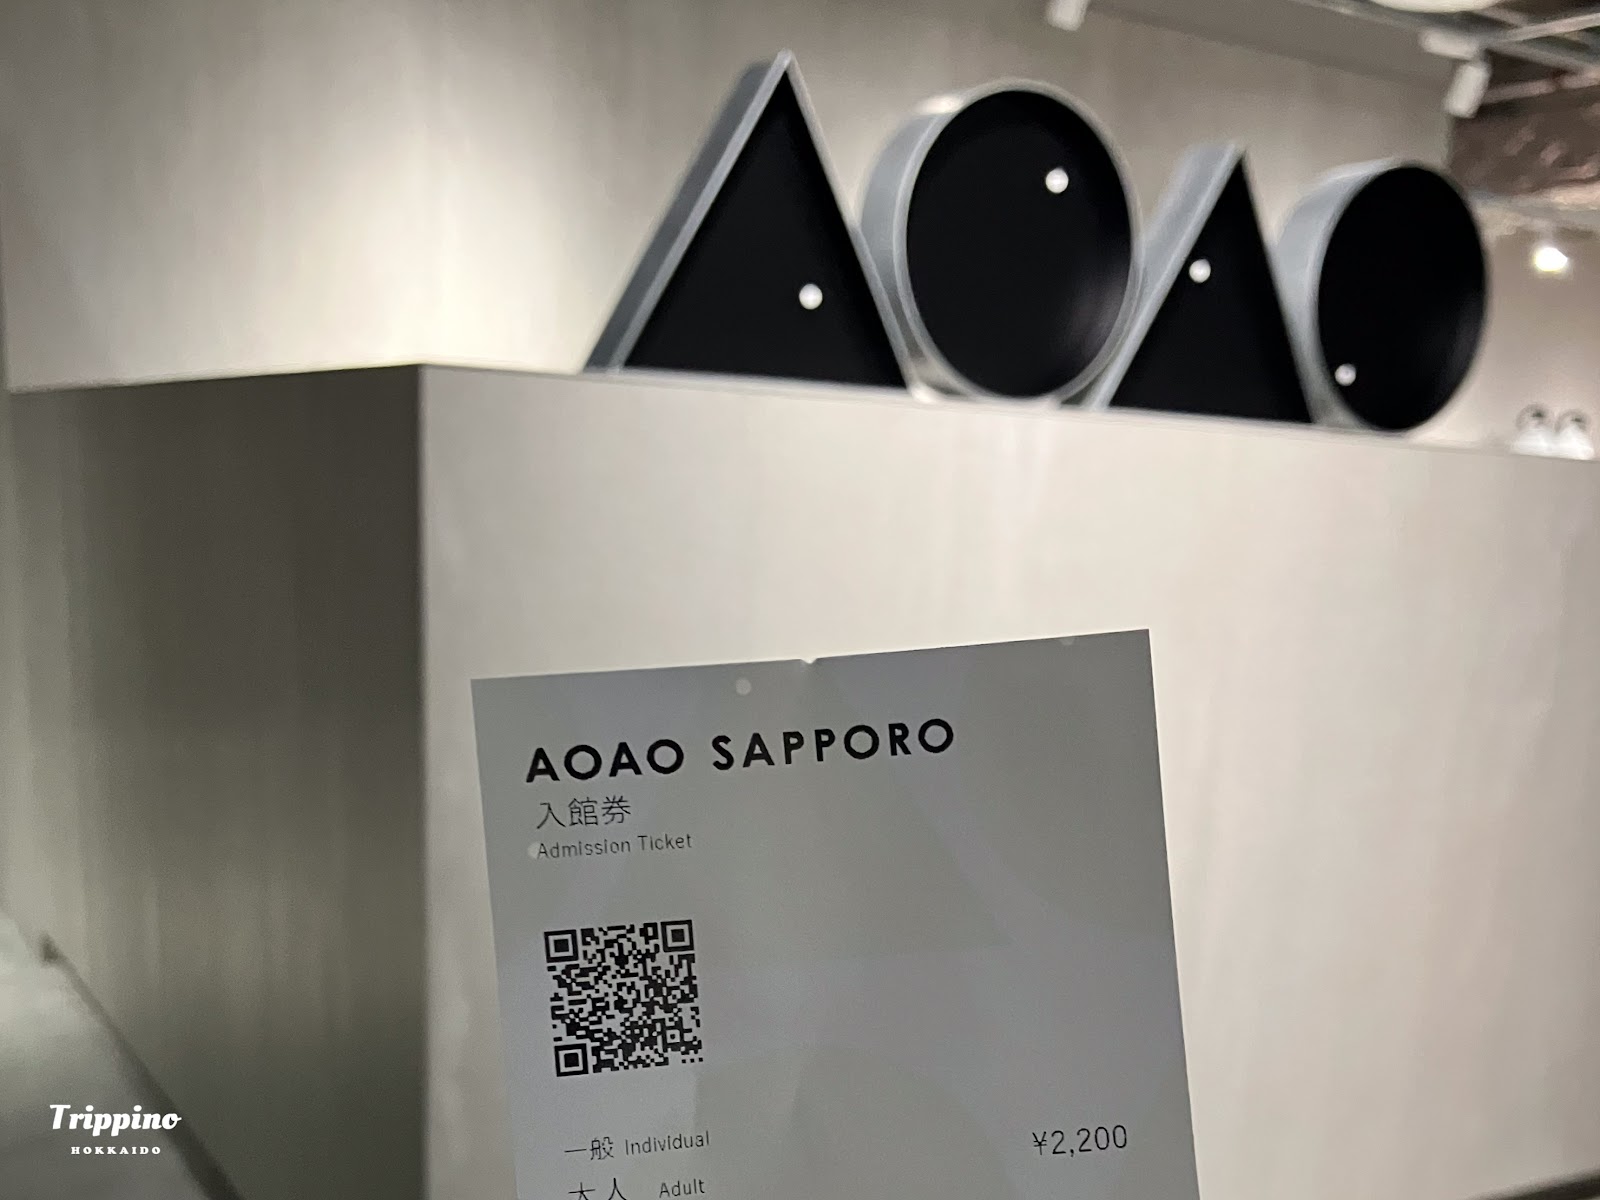 AOAO
AOAO SAPPORO
入館券
Admission Ticket
一般 Individual ¥2,200
大人 Adult
Trippino
HOKKAIDO